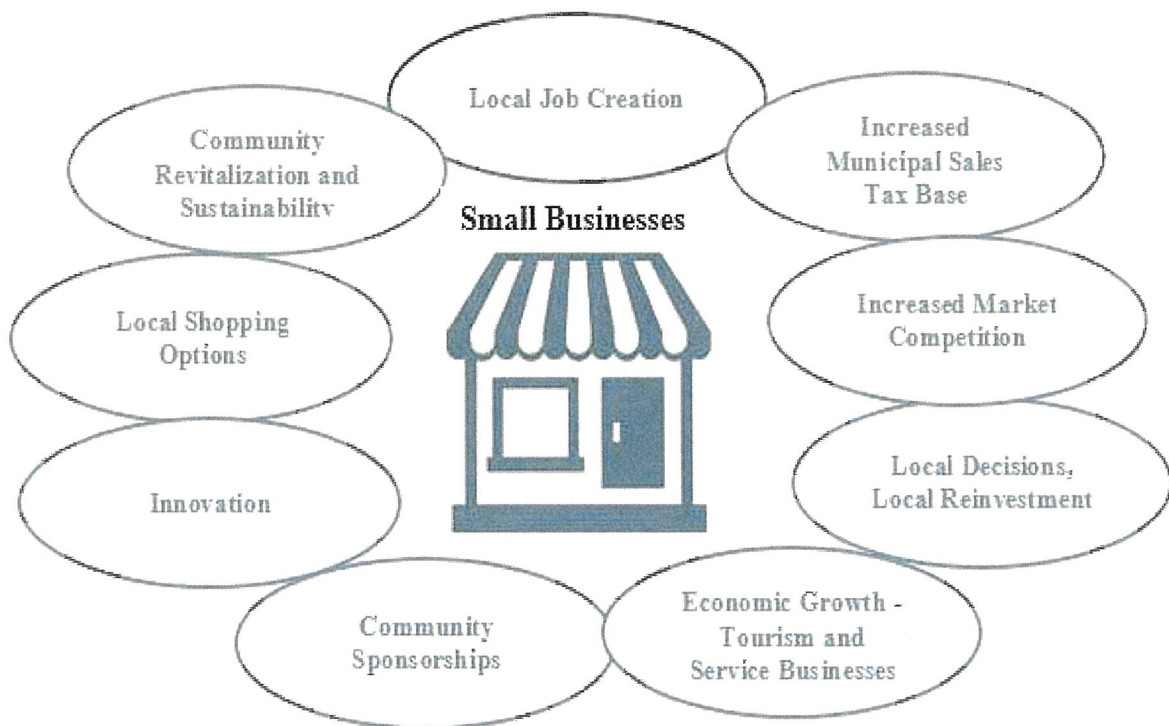 Local Job Creation
Increased
Municipal Sales
Tax Base
Increased Market
Competition
Local Decisions,
Local Reinvestment
Economic Growth -
Tourism and
Service Businesses
Community
Sponsorships
Innovation
Local Shopping
Options
Community
Revitalization and
Sustainability
Small Businesses